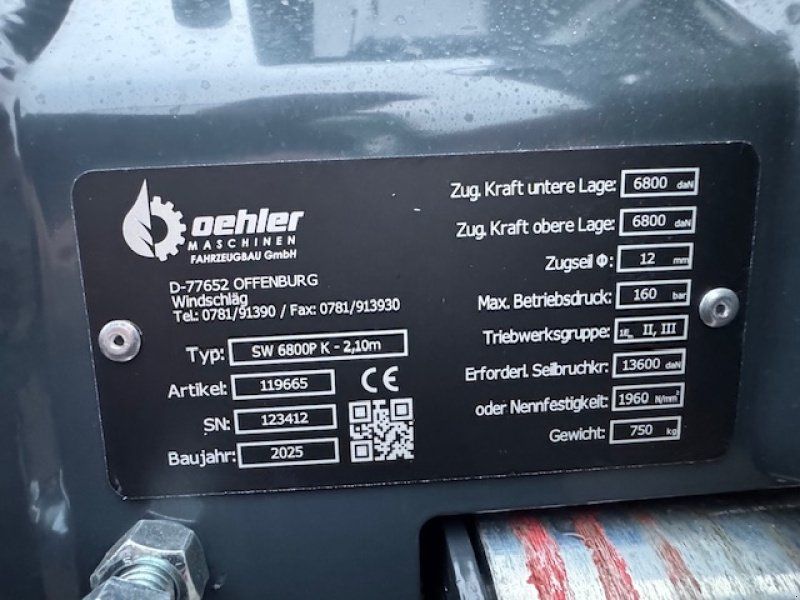 oehler
MASCHINEN
FAHRZEUGBAU GmbH
D-77652 OFFENBURG
Windschläg
Tel.: 0781/91390 / Fax: 0781/913930
Typ: SW 6800P K - 2,10m
Artikel: 119665
CE
SN: 123412
Baujahr: 2025
Zug. Kraft untere Lage: 6800 daN
Zug. Kraft obere Lage: 6800 daN
Zugseil Φ: 12 mm
Max. Betriebsdruck: 160 bar
Triebwerksgruppe: 1Em II, III
Erforderl. Seilbruchkr: 13600 daN
oder Nennfestigkeit: 1960 N/mm²
Gewicht: 750 kg